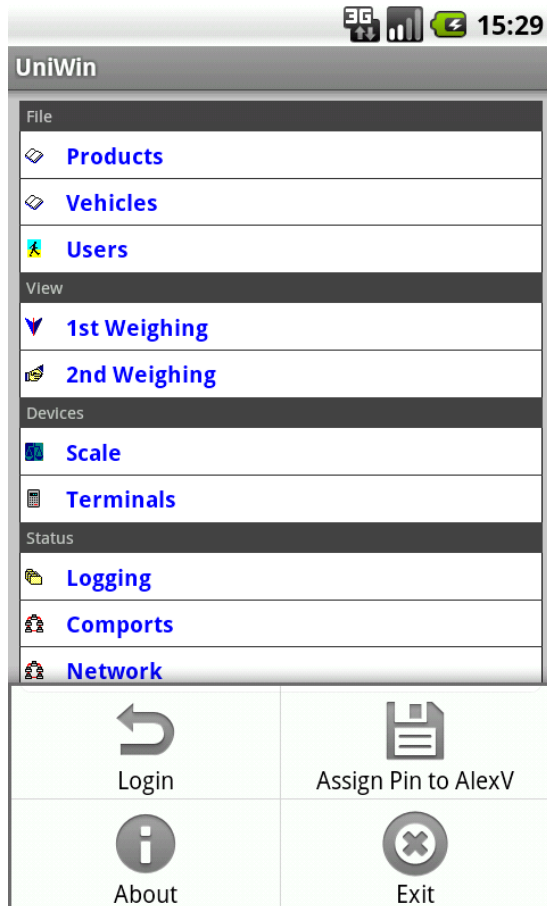 3G 15:29
UniWin
File
Products
Vehicles
Users
View
1st Weighing
2nd Weighing
Devices
Scale
Terminals
Status
Logging
Comports
Network
Login
Assign Pin to AlexV
About
Exit